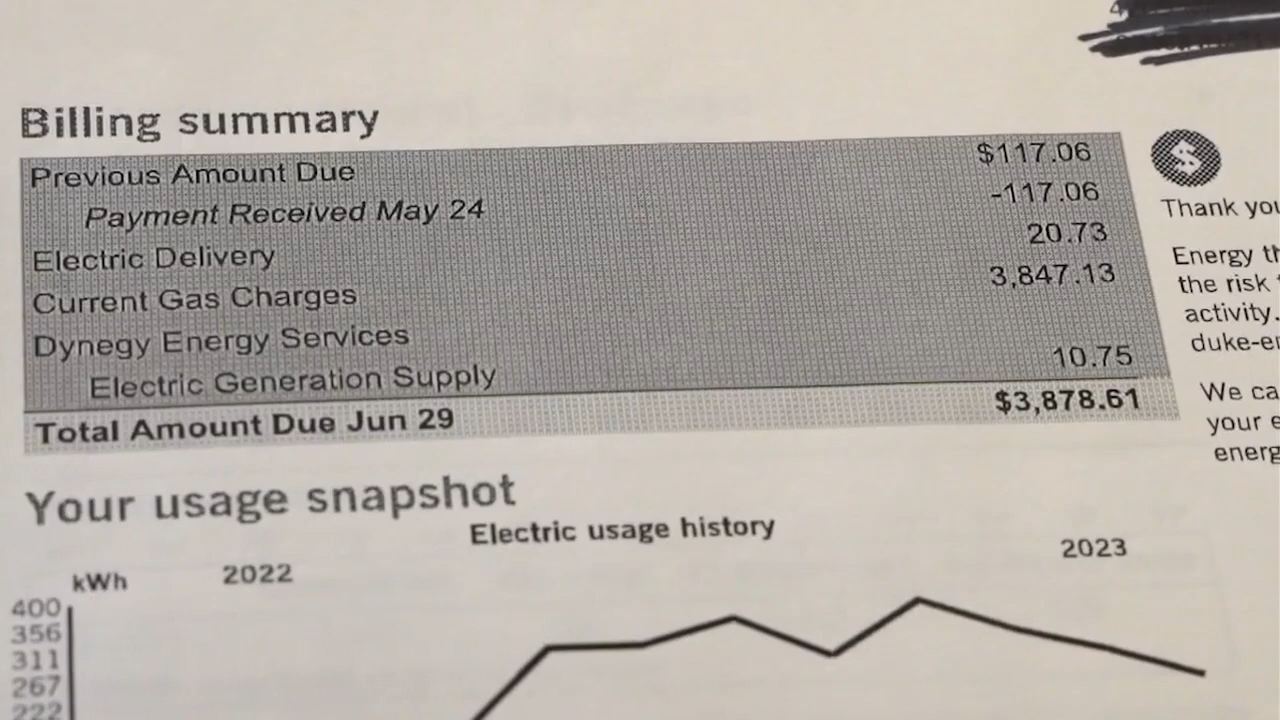 Billing summary
Previous Amount Due $117.06
Payment Received May 24 -117.06
Electric Delivery 20.73
Current Gas Charges 3,847.13
Dynegy Energy Services
Electric Generation Supply 10.75
Total Amount Due Jun 29 $3,878.61
$
Thank you
Energy
the risk
activity.
duke-en
We ca
your e
energ
Your usage snapshot
Electric usage history
kWh 2022 2023
400
356
311
267
222